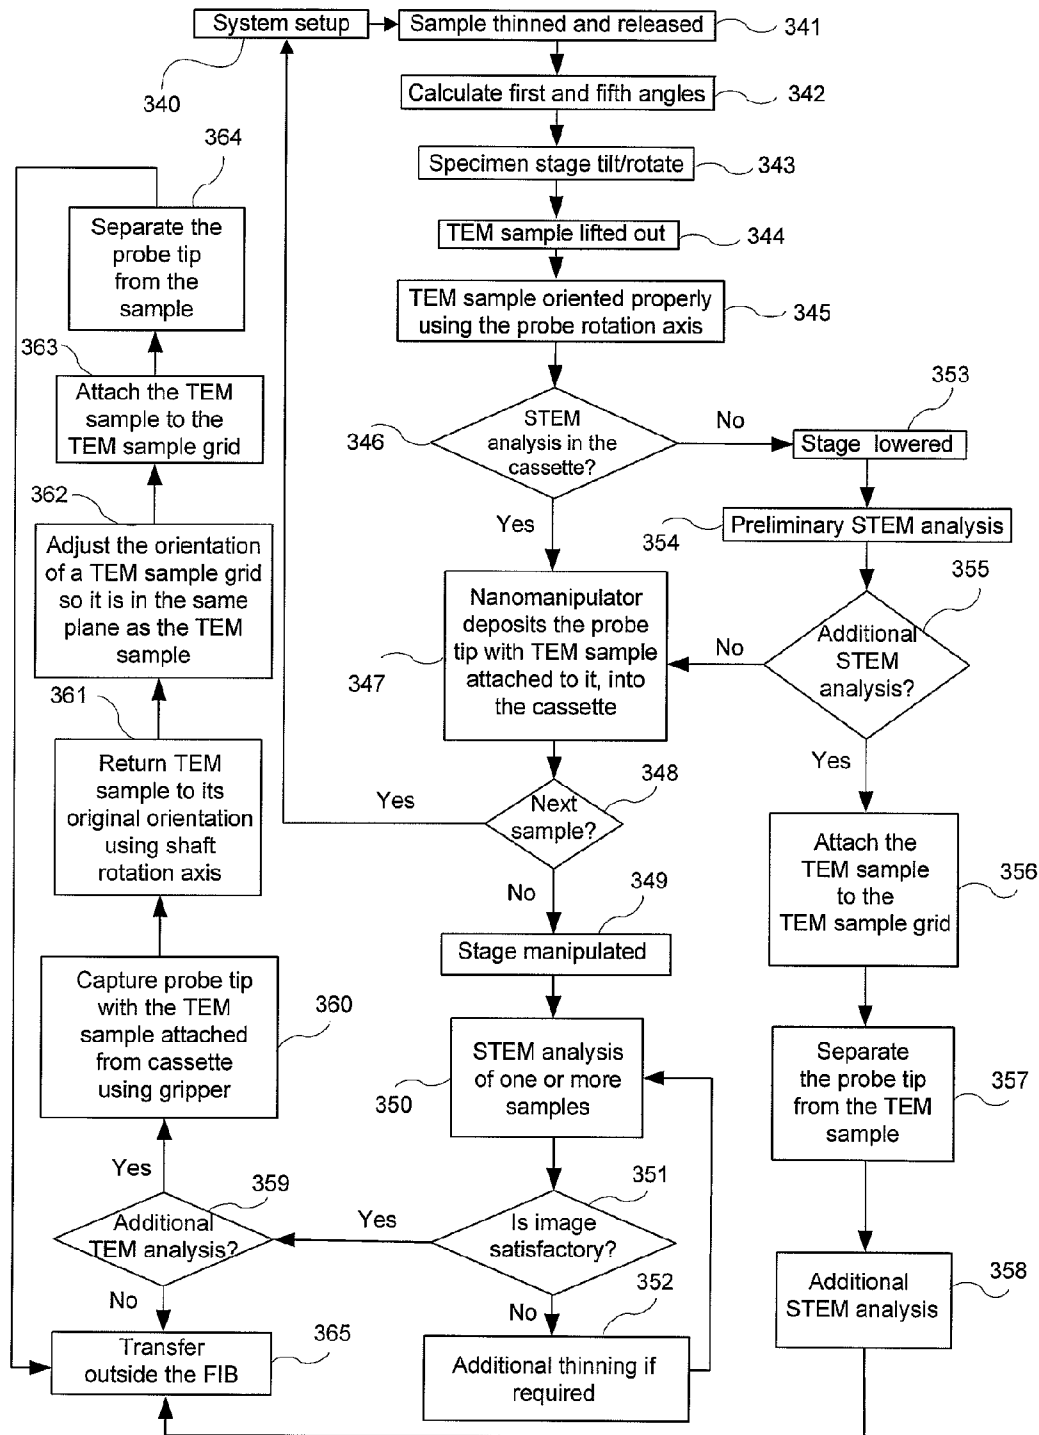 System setup
340
Sample thinned and released
341
Calculate first and fifth angles
342
Specimen stage tilt/rotate
343
TEM sample lifted out
344
TEM sample oriented properly
using the probe rotation axis
345
STEM
analysis in the
cassette?
346
No
Yes
353
Stage lowered
354
Preliminary STEM analysis
355
Additional
STEM
analysis?
No
Yes
Nanomanipulator
deposits the probe
tip with TEM sample
attached to it, into
the cassette
347
348
Next
sample?
Yes
No
349
Stage manipulated
STEM analysis
of one or more
samples
350
351
Is image
satisfactory?
Yes
No
352
Additional thinning if
required
Attach the
TEM sample
to the
TEM sample grid
356
Separate
the probe tip
from the TEM
sample
357
Additional
STEM analysis
358
359
Additional
TEM analysis?
Yes
No
Capture probe tip
with the TEM
sample attached
from cassette
using gripper
360
361
Return TEM
sample to its
original orientation
using shaft
rotation axis
362
Adjust the orientation
of a TEM sample grid
so it is in the same
plane as the TEM
sample
363
Attach the TEM
sample to the
TEM sample grid
364
Separate the
probe tip
from the
sample
Transfer
outside the FIB
365